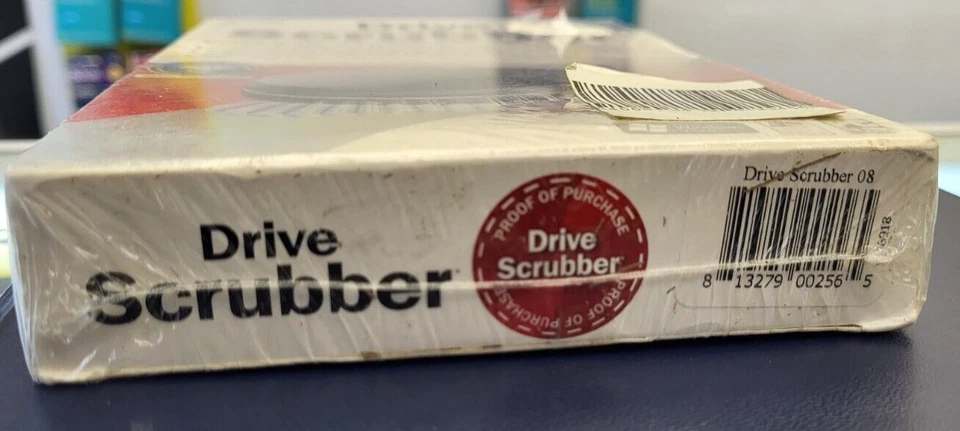 Drive
Scrubber
PROOF OF PURCHASE
Drive
Scrubber
PROOF OF PURCHASE
Drive Scrubber 08
8 13279 00256 5